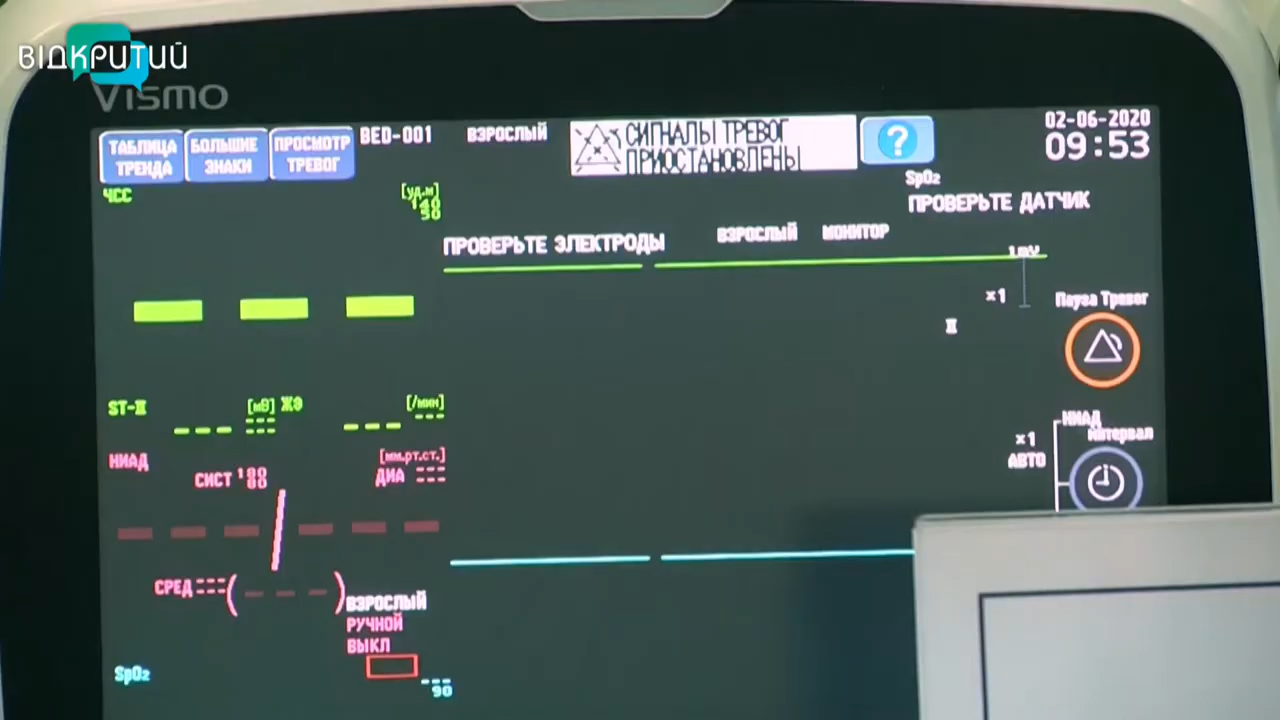 ВІДКРИТИЙ
VISMO
ТАБЛИЦА ТРЕНДА
БОЛЬШИЕ ЗНАКИ
ПРОСМОТР ТРЕВОГ
BED-001
ВЗРОСЛЫЙ
СИГНАЛЫ ТРЕВОГ
ПРИОСТАНОВЛЕНЫ
?
02-06-2020
09:53
ЧСС
[уд.м]
140
50
SpO₂
ПРОВЕРЬТЕ ДАТЧИК
ПРОВЕРЬТЕ ЭЛЕКТРОДЫ
ВЗРОСЛЫЙ МОНИТОР
1mV
x1
II
Пауза Тревог
ST-II
[мВ] ЖЭ
[/мин]
--- --- --- ---
НИАД
[мм.рт.ст.]
СИСТ 180
80
ДИА ---
x1
АВТО
НИАД
Интервал
СРЕД --- (---)
ВЗРОСЛЫЙ
РУЧНОЙ
ВЫКЛ
SpO₂
---
90